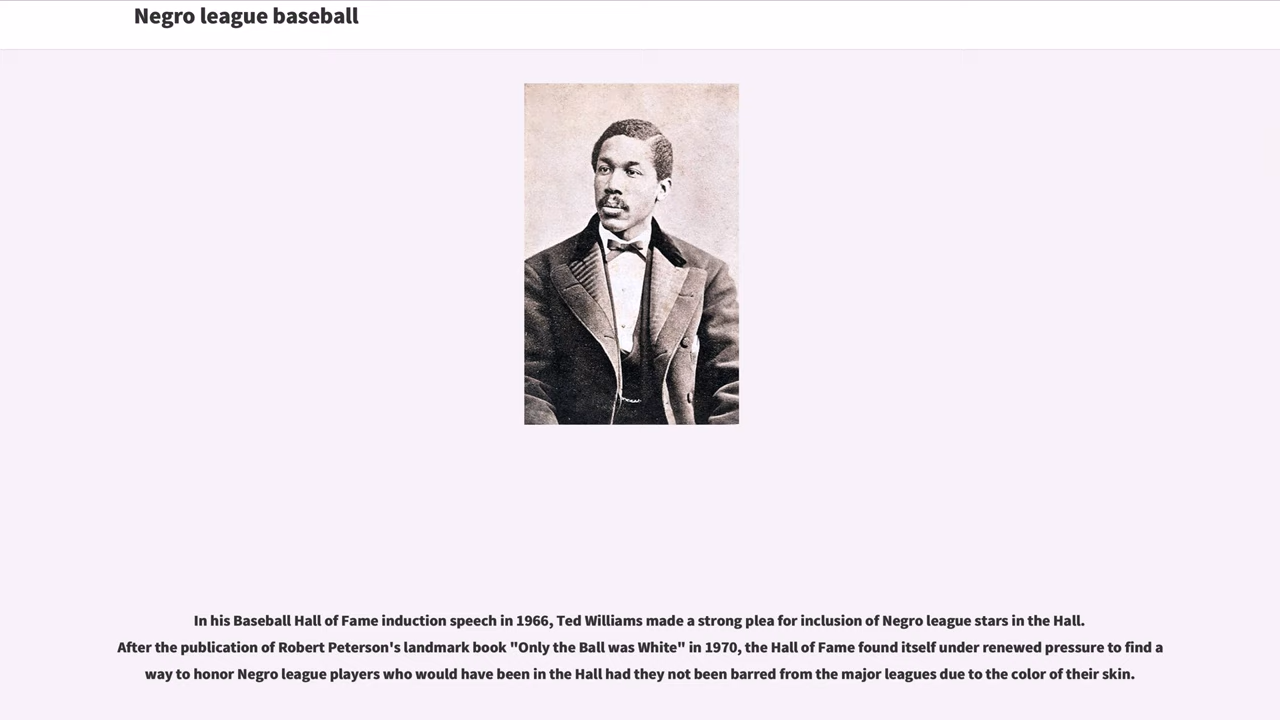 Negro league baseball
In his Baseball Hall of Fame induction speech in 1966, Ted Williams made a strong plea for inclusion of Negro league stars in the Hall.
After the publication of Robert Peterson's landmark book "Only the Ball was White" in 1970, the Hall of Fame found itself under renewed pressure to find a
way to honor Negro league players who would have been in the Hall had they not been barred from the major leagues due to the color of their skin.